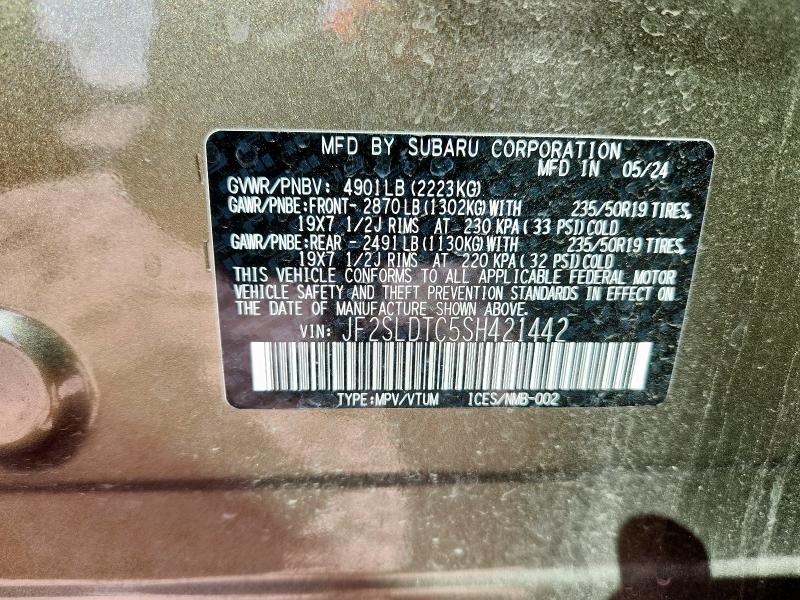 MFD BY SUBARU CORPORATION
MFD IN 05/24
GVWR/PNBV: 4901LB (2223KG)
GAWR/PNBE:FRONT- 2870LB (1302KG) WITH 235/50R19 TIRES,
19X7 1/2J RIMS AT 230 KPA (33 PSI) COLD
GAWR/PNBE:REAR - 2491LB (1130KG) WITH 235/50R19 TIRES,
19X7 1/2J RIMS AT 220 KPA (32 PSI) COLD
THIS VEHICLE CONFORMS TO ALL APPLICABLE FEDERAL MOTOR
VEHICLE SAFETY AND THEFT PREVENTION STANDARDS IN EFFECT ON
THE DATE OF MANUFACTURE SHOWN ABOVE.
VIN: JF2SLDTC5SH421442
TYPE:MPV/VTUM ICES/NMB-002